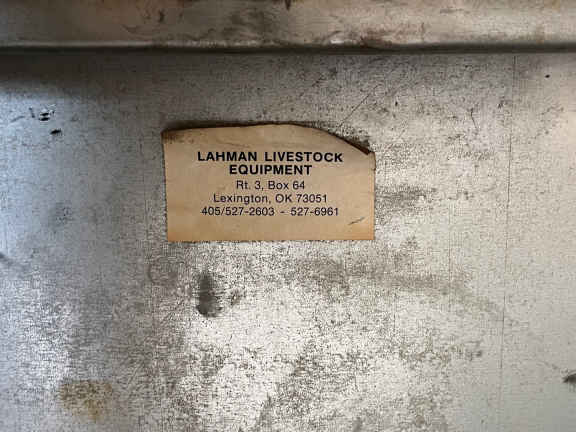 LAHMAN LIVESTOCK
EQUIPMENT
Rt. 3, Box 64
Lexington, OK 73051
405/527-2603 - 527-6961